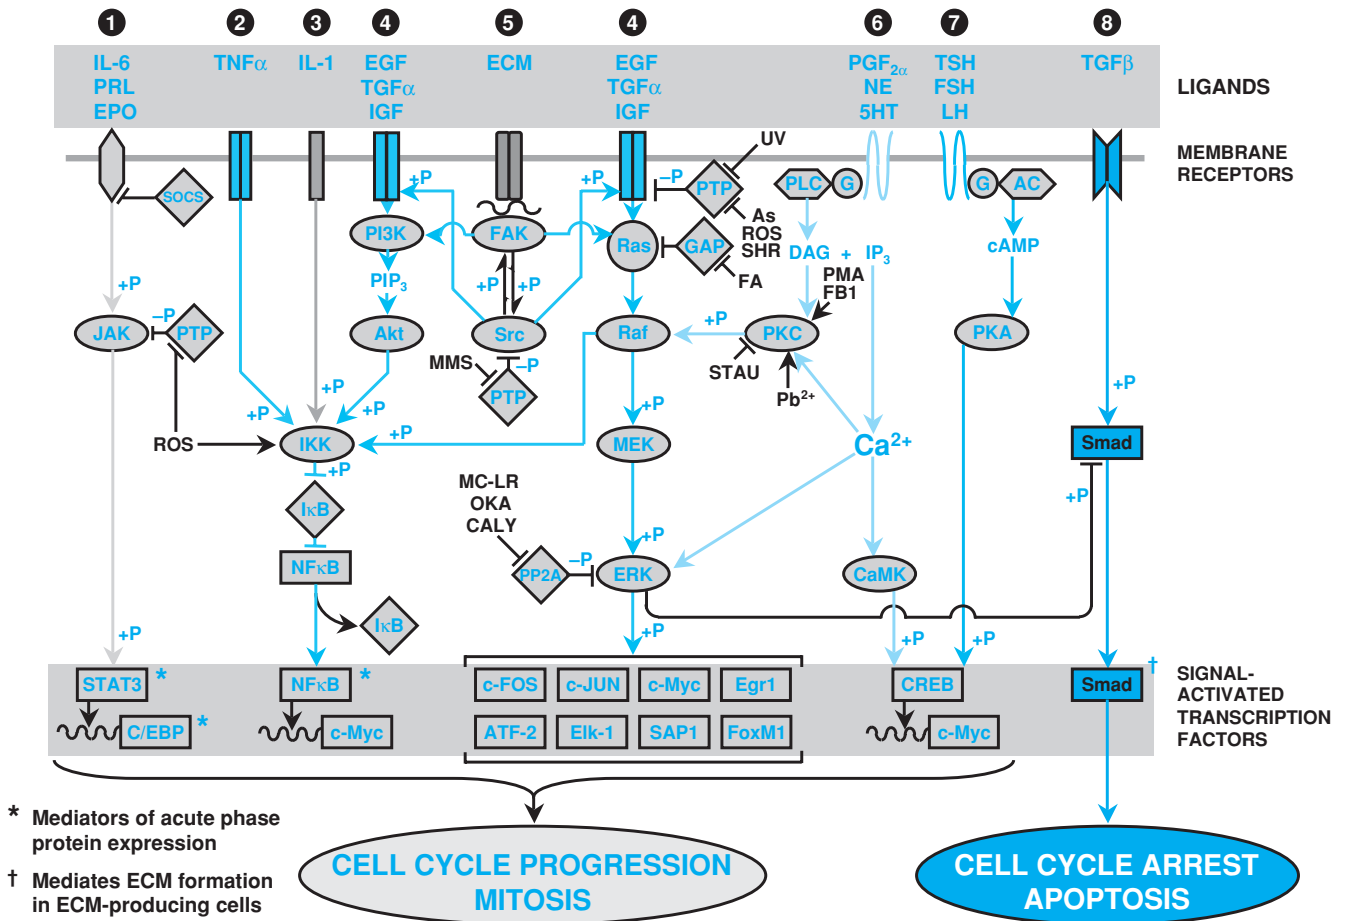 1 2 3 4 5 4 6 7 8
IL-6 TNFα IL-1 EGF ECM EGF PGF2α TSH TGFβ
PRL TGFα TGFα NE FSH
EPO IGF IGF 5HT LH
LIGANDS
MEMBRANE
RECEPTORS
UV
+P +P –P PTP PLC G G AC
SOCS
As
ROS
SHR
PI3K FAK Ras GAP
DAG + IP3 cAMP
FA
PIP3 +P +P
PMA
FB1
+P
JAK –P PTP Akt Src Raf +P PKC PKA
STAU
MMS –P
PTP
Pb2+
+P +P +P +P +P +P
ROS IKK MEK Ca2+ Smad
+P
IκB
MC-LR
OKA
CALY
+P
NFκB
+P
PP2A –P ERK CaMK
IκB
+P +P +P +P
STAT3 * NFκB * c-FOS c-JUN c-Myc Egr1 CREB Smad †
C/EBP * c-Myc ATF-2 Elk-1 SAP1 FoxM1 c-Myc
SIGNAL-
ACTIVATED
TRANSCRIPTION
FACTORS
* Mediators of acute phase
protein expression
† Mediates ECM formation
in ECM-producing cells
CELL CYCLE PROGRESSION
MITOSIS
CELL CYCLE ARREST
APOPTOSIS